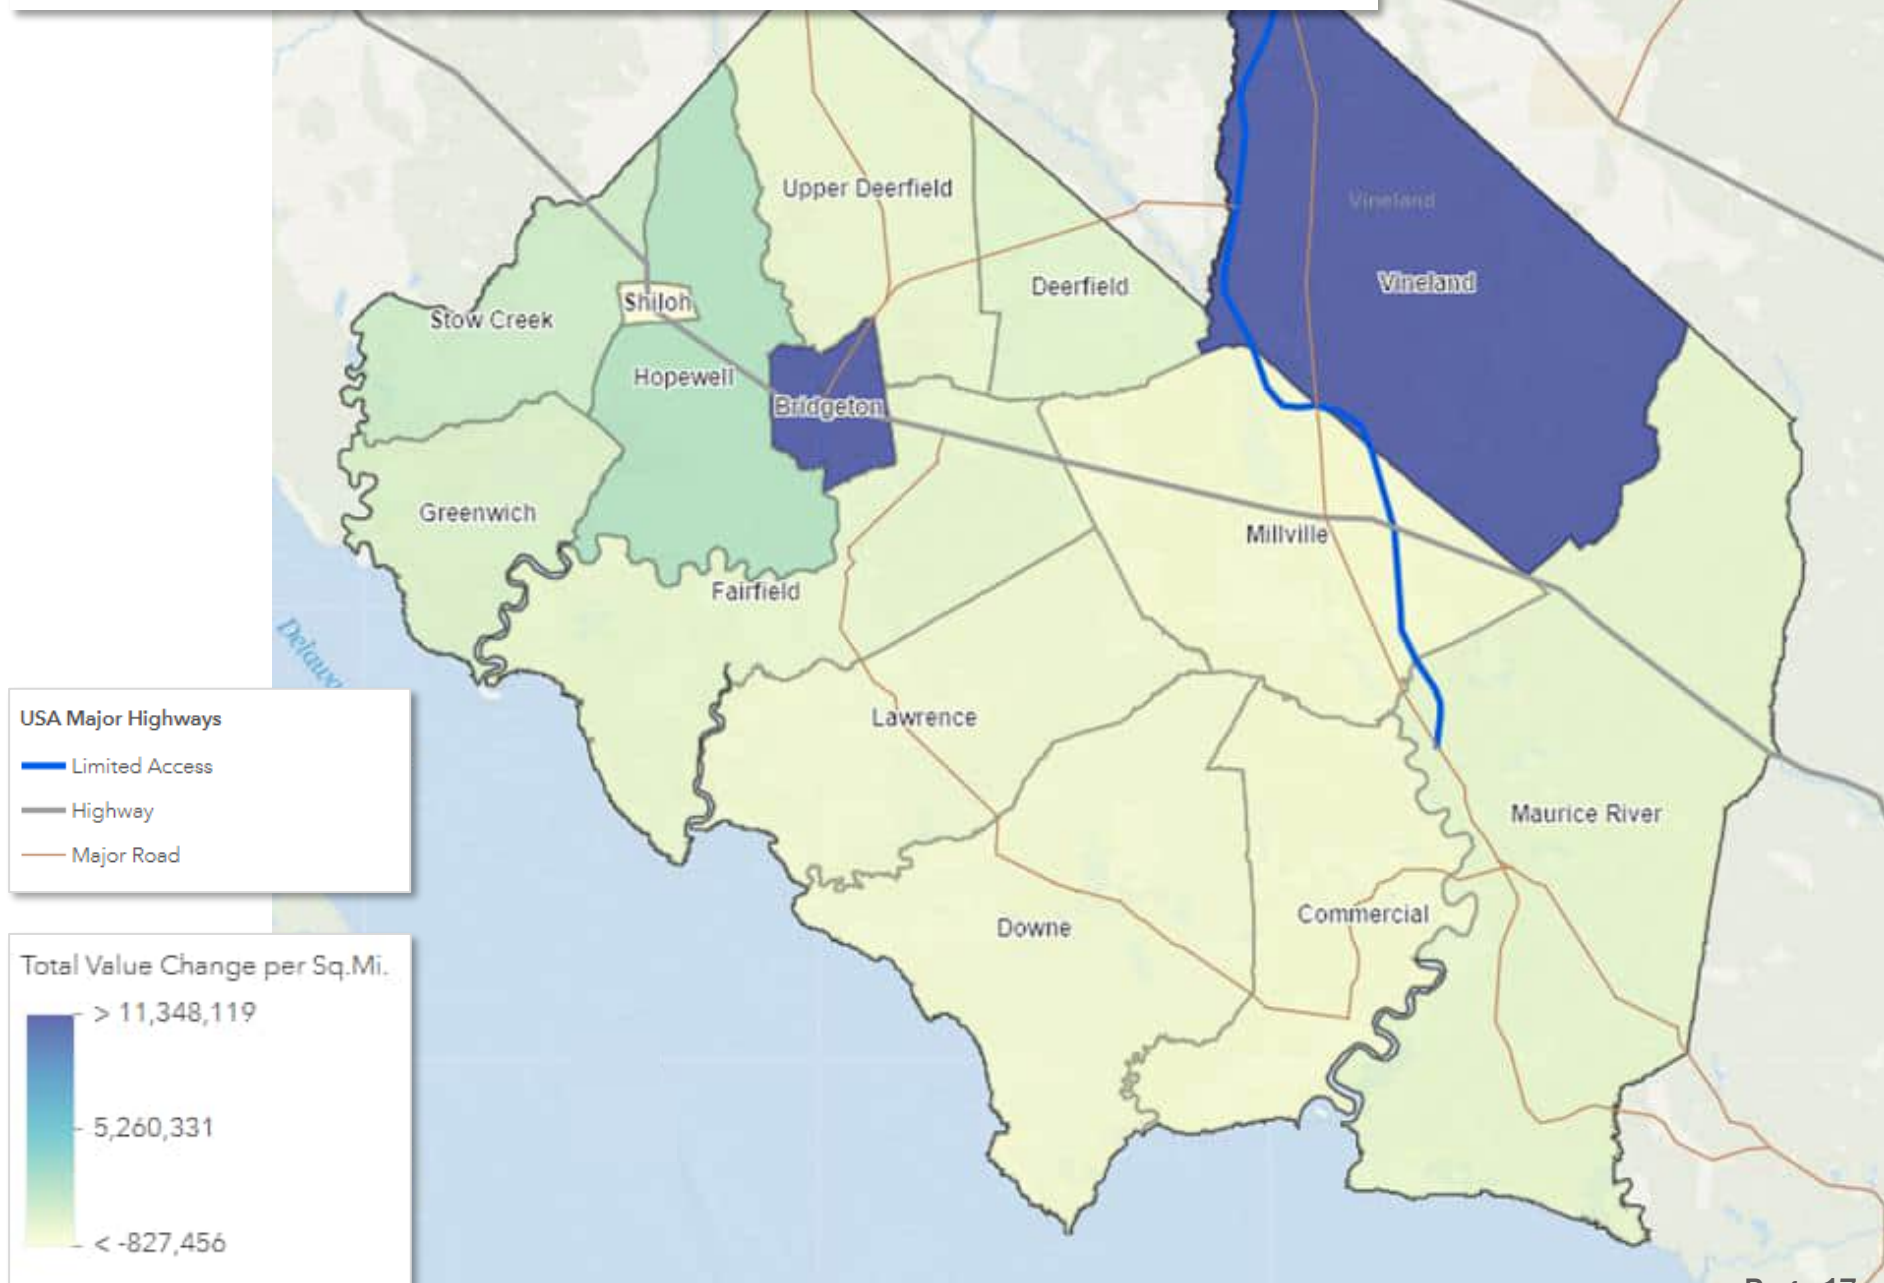 Vineland
Upper Deerfield
Vineland
Deerfield
Shiloh
Stow Creek
Hopewell
Bridgeton
Greenwich
Millville
Fairfield
Lawrence
USA Major Highways
Limited Access
Highway
Major Road
Maurice River
Commercial
Downe
Total Value Change per Sq.Mi.
> 11,348,119
5,260,331
< -827,456